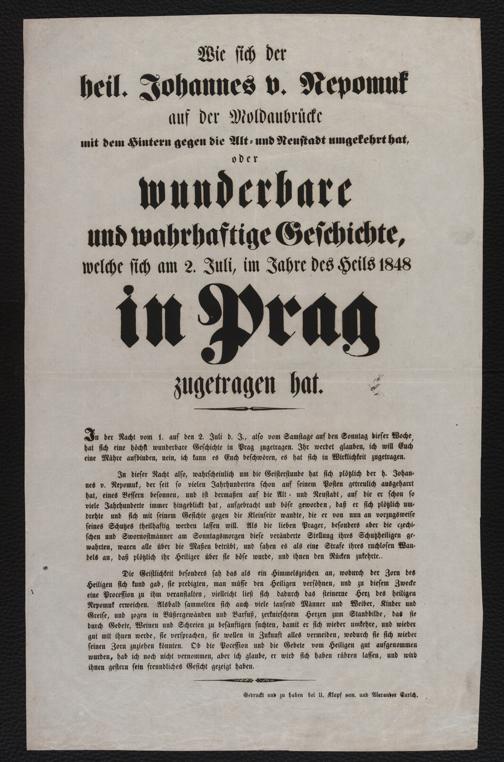 Wie sich der
heil. Johannes v. Nepomuk
auf der Moldaubrücke
mit dem Hintern gegen die Alt- und Neustadt umgekehrt hat,
oder
wunderbare
und wahrhaftige Geschichte,
welche sich am 2. Juli, im Jahre des Heils 1848
in Prag
zugetragen hat.
In der Nacht vom 1. auf den 2. Juli d. J., also vom Samstage auf den Sonntag dieser Woche,
hat sich eine höchst wunderbare Geschichte in Prag zugetragen. Ihr werdet glauben, ich will Euch
eine Mähre aufbinden, nein, ich kann es Euch beschwören, es hat sich in Wirklichkeit zugetragen.
In dieser Nacht also, wahrscheinlich um die Geisterstunde hat sich plötzlich der h. Johan-
nes v. Nepomuk, der seit so vielen Jahrhunderten schon auf seinem Posten getreulich ausgeharrt
hat, eines Bessern besonnen, und ist dermaßen auf die Alt- und Neustadt, auf die er schon so
viele Jahrhunderte immer hingeblickt hat, aufgebracht und böse geworden, daß er sich plötzlich um-
drehte und sich mit seinem Gesichte gegen die Kleinseite wandte, die er von nun an vorzugsweise
seines Schutzes theilhaftig werden lassen will. Als die lieben Prager, besonders aber die czechi-
schen und Swornostmänner am Sonntagsmorgen diese veränderte Stellung ihres Schutzheiligen ge-
wahrten, waren alle über die Maßen betrübt, und sahen es als eine Strafe ihres ruchlosen Wan-
dels an, daß plötzlich ihr Heiliger über sie böse wurde, und ihnen den Rücken zukehrte.
Die Geistlichkeit besonders sah das als ein Himmelszeichen an, wodurch der Zorn des
Heiligen sich kund gab, sie predigten, man müsse den Heiligen versöhnen, und zu diesem Zwecke
eine Procession zu ihm veranstalten, vielleicht ließ sich dadurch das steinerne Herz des heiligen
Nepomuk erweichen. Alsbald sammelten sich auch viele tausend Männer und Weiber, Kinder und
Greise, und zogen in Büßergewanden und Barfuß, zerknirschten Herzen zum Standbilde, das sie
durch Gebete, Weinen und Schreien zu besänftigen suchten, damit er sich wieder umkehre, und wieder
gut mit ihnen werde, sie versprachen, sie wollen in Zukunft alles vermeiden, wodurch sie sich wieder
seinen Zorn zuziehen könnten. Ob die Pocession und die Gebete vom Heiligen gut aufgenommen
wurden, hab ich noch nicht vernommen, aber ich glaube, er wird sich haben rühren lassen, und wird
ihnen gestern sein freundliches Gesicht gezeigt haben.
Gedruckt und zu haben bei U. Klopf sen. und Alexander Eurich.